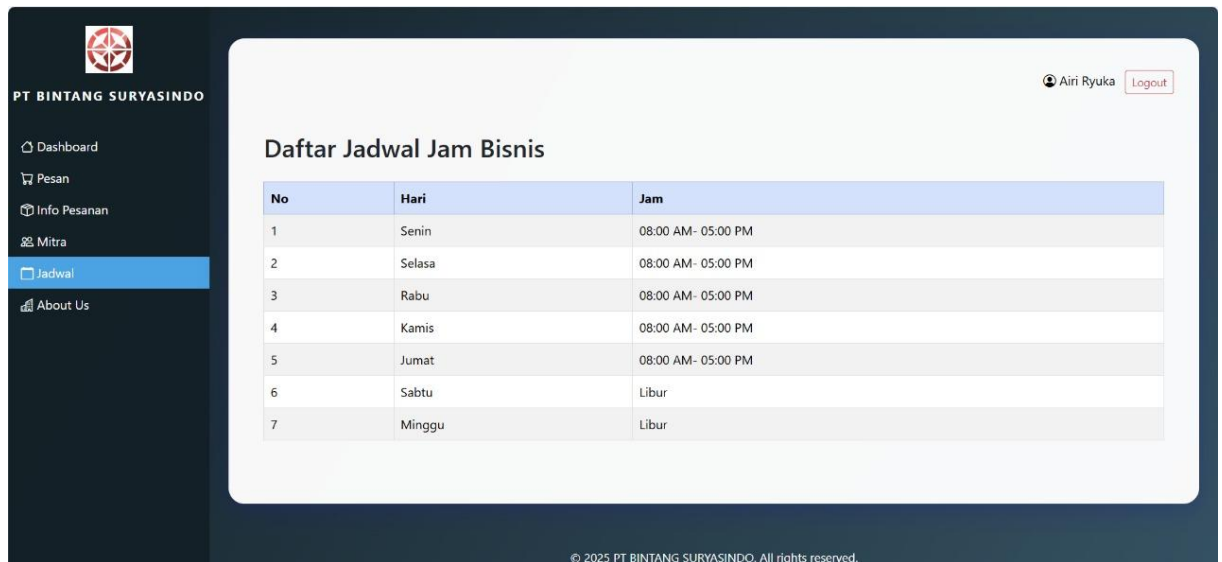 PT BINTANG SURYASINDO
Dashboard
Pesan
Info Pesanan
Mitra
Jadwal
About Us
Airi Ryuka Logout
Daftar Jadwal Jam Bisnis
No Hari Jam
1 Senin 08:00 AM- 05:00 PM
2 Selasa 08:00 AM- 05:00 PM
3 Rabu 08:00 AM- 05:00 PM
4 Kamis 08:00 AM- 05:00 PM
5 Jumat 08:00 AM- 05:00 PM
6 Sabtu Libur
7 Minggu Libur
© 2025 PT BINTANG SURYASINDO. All rights reserved.